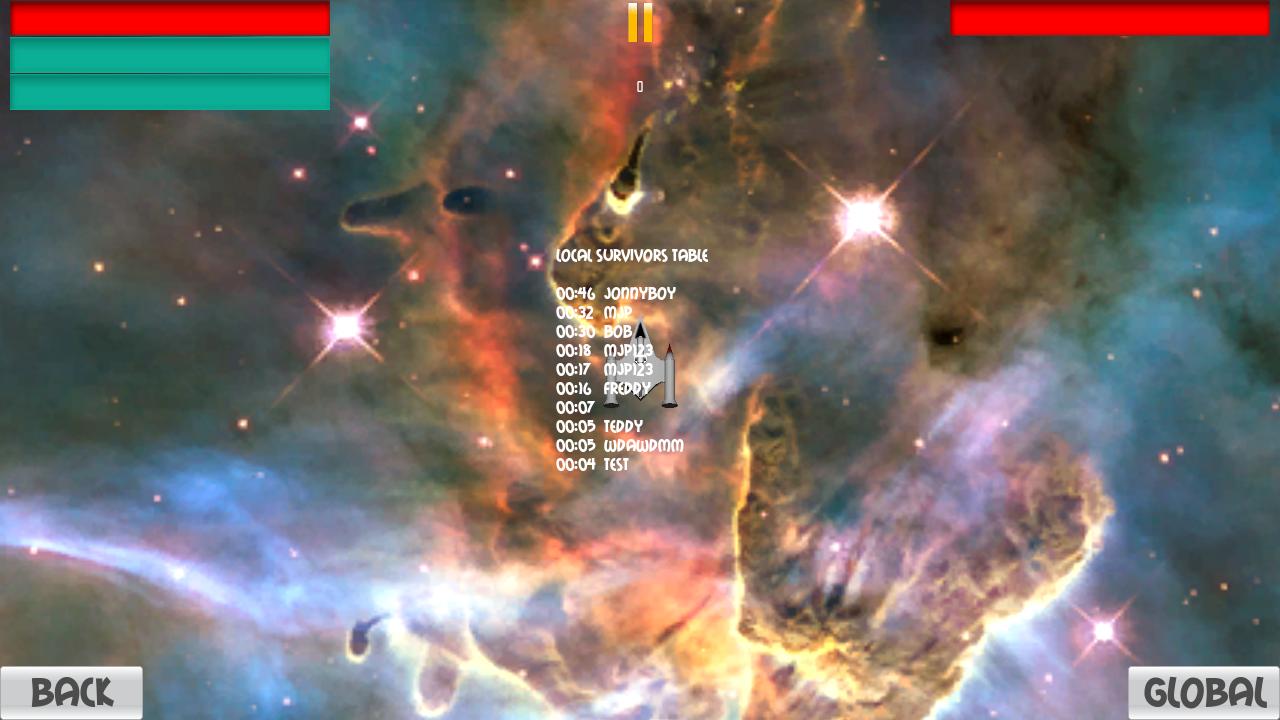 0
LOCAL SURVIVORS TABLE
00:46 JONNYBOY
00:32 MJP
00:30 BOB
00:18 MJP123
00:17 MJP123
00:16 FREDDY
00:07
00:05 TEDDY
00:05 WDAWDMM
00:04 TEST
BACK
GLOBAL